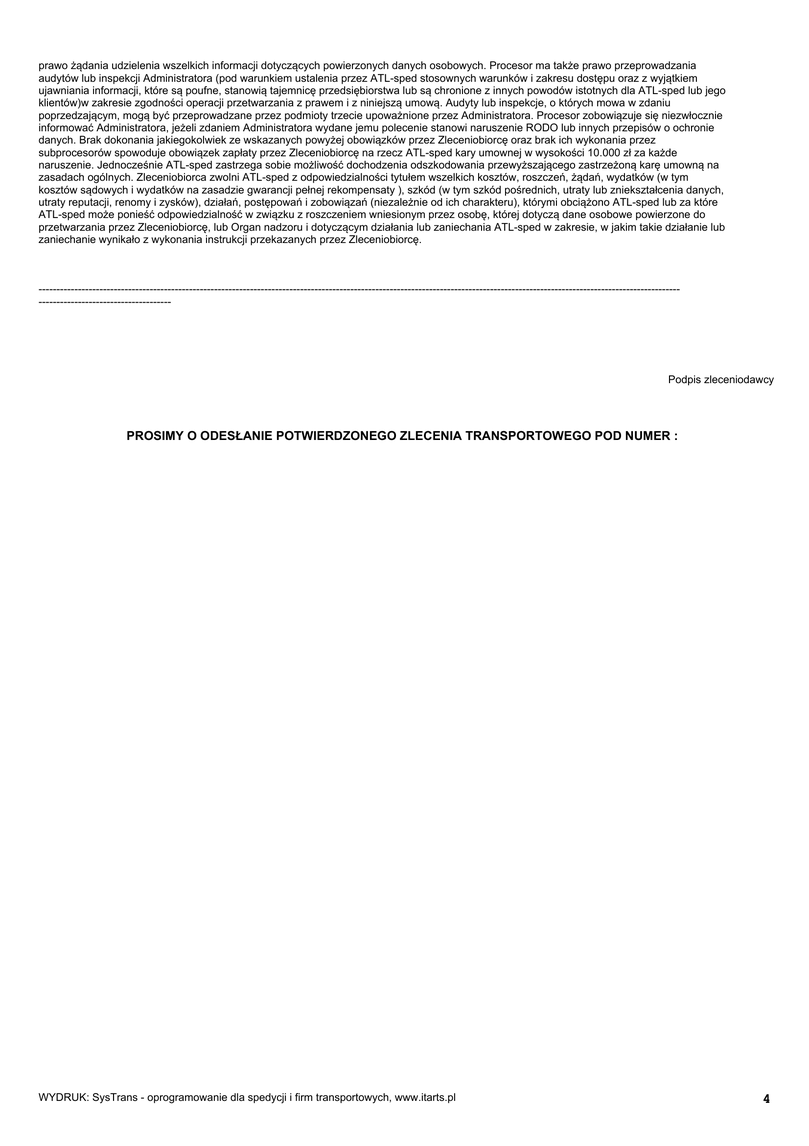 prawo żądania udzielenia wszelkich informacji dotyczących powierzonych danych osobowych. Procesor ma także prawo przeprowadzania
audytów lub inspekcji Administratora (pod warunkiem ustalenia przez ATL-sped stosownych warunków i zakresu dostępu oraz z wyjątkiem
ujawniania informacji, które są poufne, stanowią tajemnicę przedsiębiorstwa lub są chronione z innych powodów istotnych dla ATL-sped lub jego
klientów)w zakresie zgodności operacji przetwarzania z prawem i z niniejszą umową. Audyty lub inspekcje, o których mowa w zdaniu
poprzedzającym, mogą być przeprowadzane przez podmioty trzecie upoważnione przez Administratora. Procesor zobowiązuje się niezwłocznie
informować Administratora, jeżeli zdaniem Administratora wydane jemu polecenie stanowi naruszenie RODO lub innych przepisów o ochronie
danych. Brak dokonania jakiegokolwiek ze wskazanych powyżej obowiązków przez Zleceniobiorcę oraz brak ich wykonania przez
subprocesorów spowoduje obowiązek zapłaty przez Zleceniobiorcę na rzecz ATL-sped kary umownej w wysokości 10.000 zł za każde
naruszenie. Jednocześnie ATL-sped zastrzega sobie możliwość dochodzenia odszkodowania przewyższającego zastrzeżoną karę umowną na
zasadach ogólnych. Zleceniobiorca zwolni ATL-sped z odpowiedzialności tytułem wszelkich kosztów, roszczeń, żądań, wydatków (w tym
kosztów sądowych i wydatków na zasadzie gwarancji pełnej rekompensaty ), szkód (w tym szkód pośrednich, utraty lub zniekształcenia danych,
utraty reputacji, renomy i zysków), działań, postępowań i zobowiązań (niezależnie od ich charakteru), którymi obciążono ATL-sped lub za które
ATL-sped może ponieść odpowiedzialność w związku z roszczeniem wniesionym przez osobę, której dotyczą dane osobowe powierzone do
przetwarzania przez Zleceniobiorcę, lub Organ nadzoru i dotyczącym działania lub zaniechania ATL-sped w zakresie, w jakim takie działanie lub
zaniechanie wynikało z wykonania instrukcji przekazanych przez Zleceniobiorcę.
-----------------------------------------------------------------------------------------------------------------------------------------------------------------------------------
-------------------------------------
Podpis zleceniodawcy
PROSIMY O ODESŁANIE POTWIERDZONEGO ZLECENIA TRANSPORTOWEGO POD NUMER :
WYDRUK: SysTrans - oprogramowanie dla spedycji i firm transportowych, www.itarts.pl
4